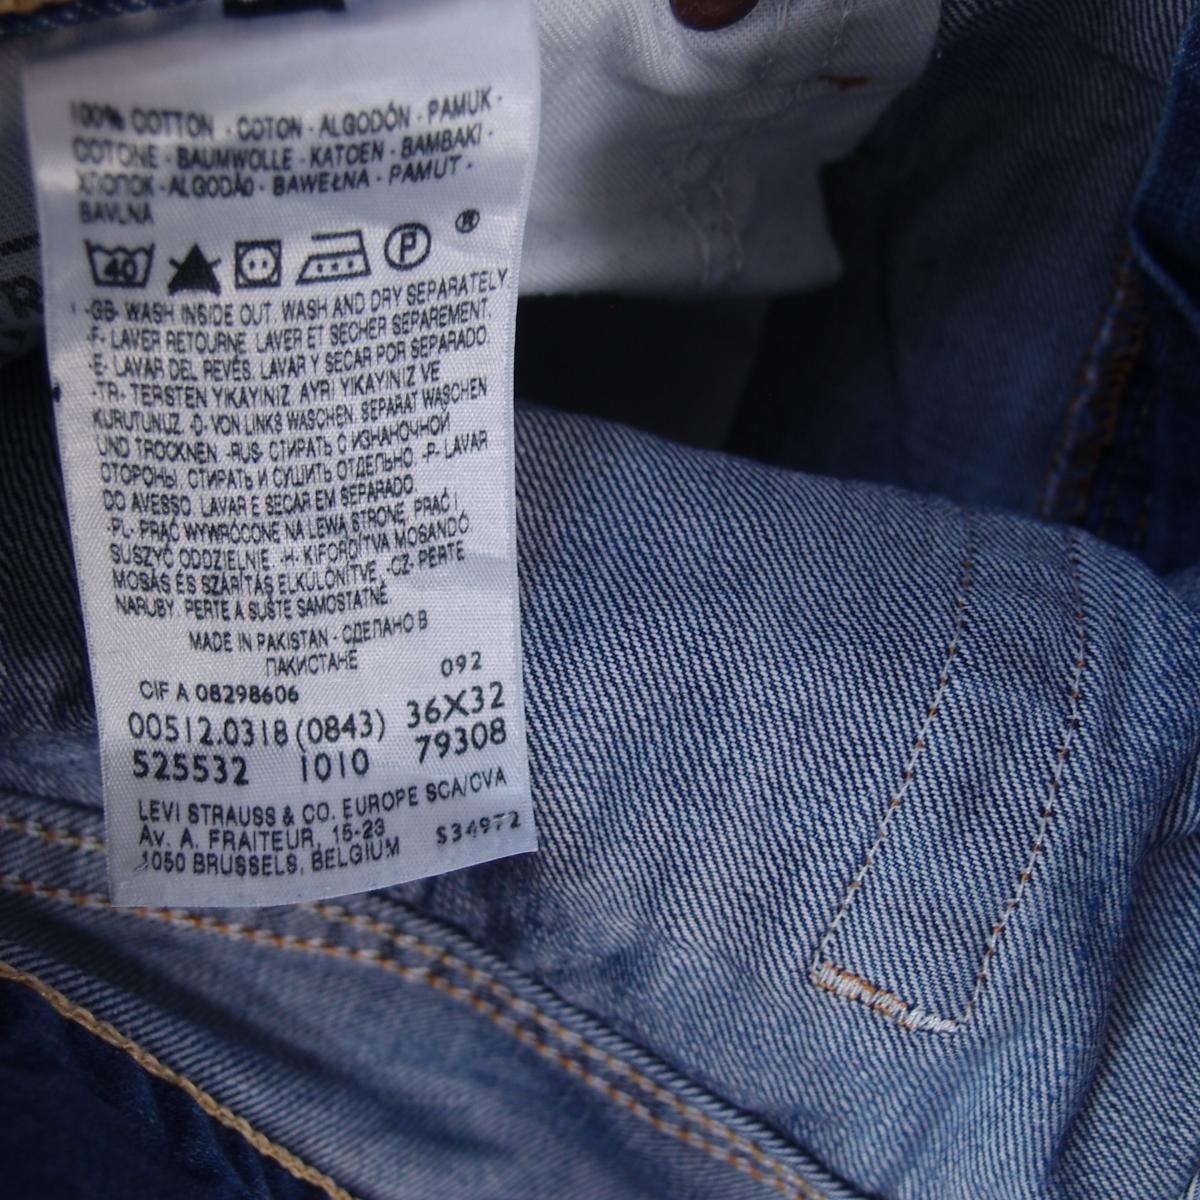 100% COTTON - COTON - ALGODÓN - PAMUK -
COTONE - BAUMWOLLE - KATOEN - BAMBAKI -
ХЛОПОК - ALGODÃO - BAWEŁNA - PAMUT -
BAVLNA
40 P ®
-GB- WASH INSIDE OUT. WASH AND DRY SEPARATELY.
-F- LAVER RETOURNE. LAVER ET SECHER SEPAREMENT.
-E- LAVAR DEL REVÉS. LAVAR Y SECAR POR SEPARADO.
-TR- TERSTEN YIKAYINIZ. AYRI YIKAYINIZ VE
KURUTUNUZ. -D- VON LINKS WASCHEN. SEPARAT WASCHEN
UND TROCKNEN. -RUS- СТИРАТЬ С ИЗНАНОЧНОЙ
СТОРОНЫ. СТИРАТЬ И СУШИТЬ ОТДЕЛЬНО -P- LAVAR
DO AVESSO. LAVAR E SECAR EM SEPARADO.
-PL- PRAĆ WYWRÓCONE NA LEWĄ STRONĘ, PRAĆ I
SUSZYĆ ODDZIELNIE. -H- KIFORDÍTVA MOSANDÓ
MOSÁS ÉS SZÁRÍTÁS ELKÜLÖNÍTVE. -CZ- PERTE
NARUBY. PERTE A SUŠTE SAMOSTATNĚ.
MADE IN PAKISTAN - СДЕЛАНО В
ПАКИСТАНЕ
092
CIF A 08298606
00512.0318 (0843) 36X32
525532 1010 79308
LEVI STRAUSS & CO. EUROPE SCA/CVA
Av. A. FRAITEUR, 15-23 S34972
1050 BRUSSELS, BELGIUM